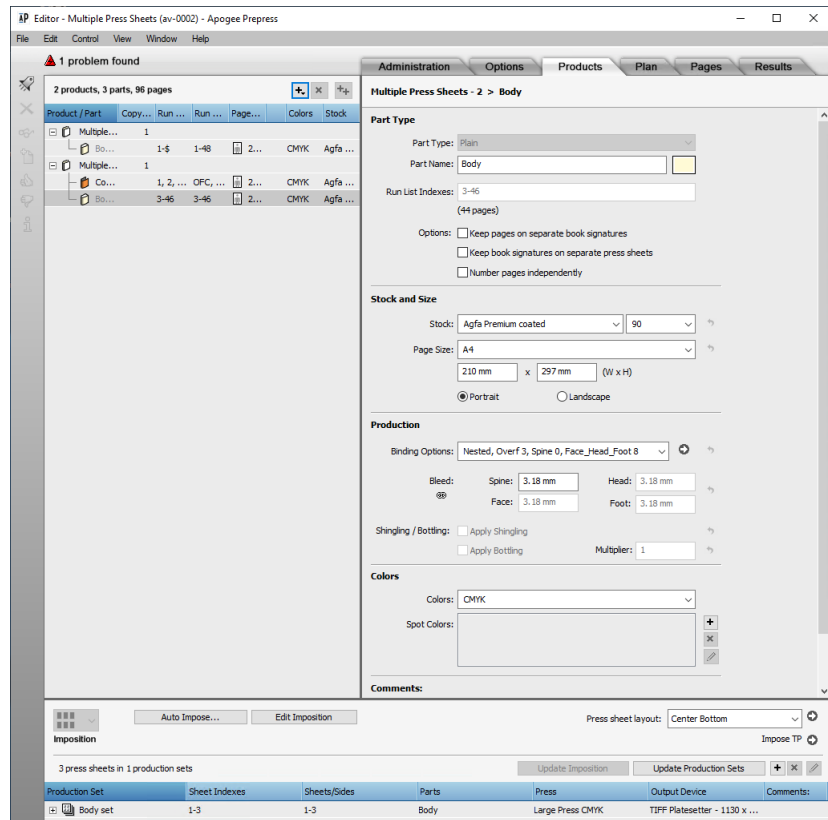 Editor - Multiple Press Sheets (av-0002) - Apogee Prepress
File Edit Control View Window Help
1 problem found
Administration Options Products Plan Pages Results
2 products, 3 parts, 96 pages
Multiple Press Sheets - 2 > Body
Product / Part Copy... Run ... Run ... Page... Colors Stock
Multiple... 1
Bo... 1-$ 1-48 2... CMYK Agfa ...
Multiple... 1
Co... 1, 2, ... OFC, ... 2... CMYK Agfa ...
Bo... 3-46 3-46 2... CMYK Agfa ...
Part Type
Part Type: Plain
Part Name: Body
Run List Indexes: 3-46
(44 pages)
Options: Keep pages on separate book signatures
Keep book signatures on separate press sheets
Number pages independently
Stock and Size
Stock: Agfa Premium coated 90
Page Size: A4
210 mm x 297 mm (W x H)
Portrait Landscape
Production
Binding Options: Nested, Overf 3, Spine 0, Face_Head_Foot 8
Bleed: Spine: 3.18 mm Head: 3.18 mm
Face: 3.18 mm Foot: 3.18 mm
Shingling / Bottling: Apply Shingling
Apply Bottling Multiplier: 1
Colors
Colors: CMYK
Spot Colors:
Comments:
Auto Impose... Edit Imposition Press sheet layout: Center Bottom
Imposition Impose TP
3 press sheets in 1 production sets Update Imposition Update Production Sets
Production Set Sheet Indexes Sheets/Sides Parts Press Output Device Comments:
Body set 1-3 1-3 Body Large Press CMYK TIFF Platesetter - 1130 x ...